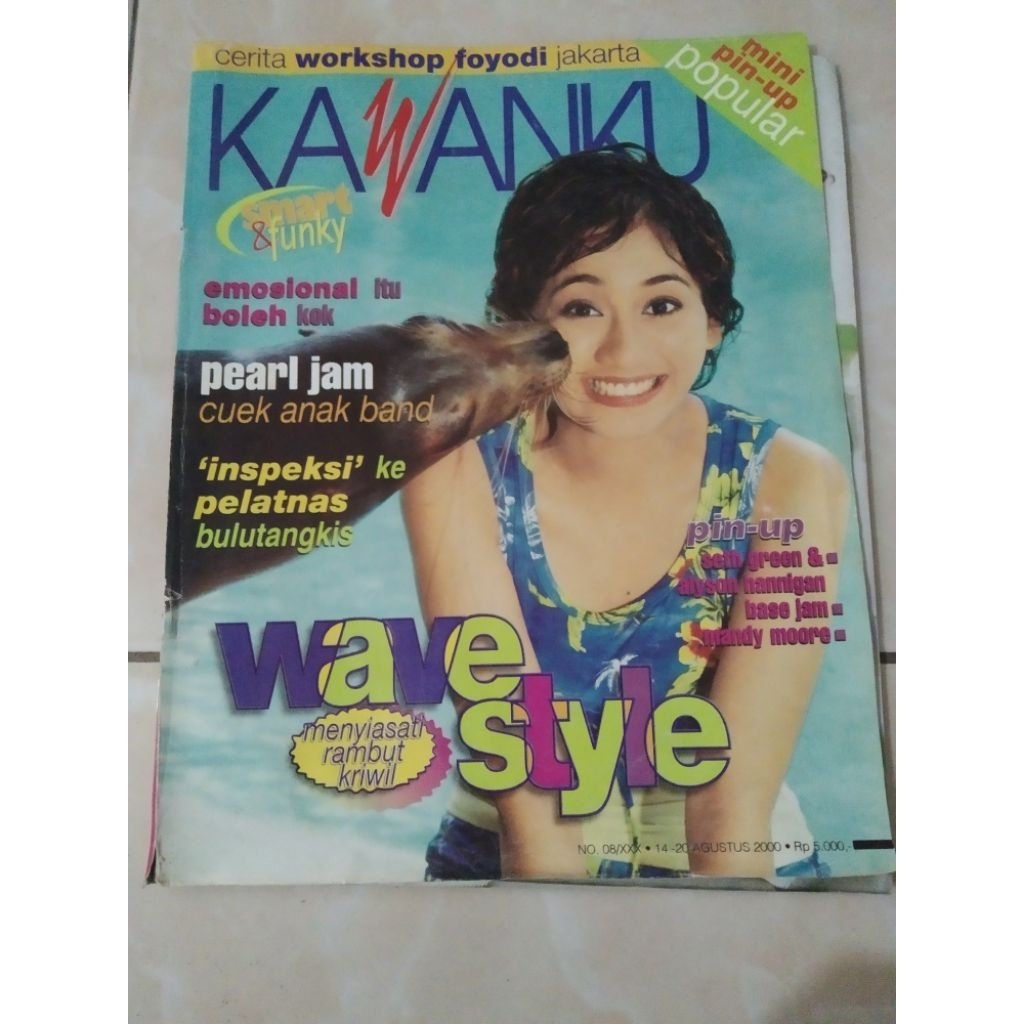 cerita workshop foyodi jakarta
mini
pin-up
popular
KAWANKU
smart
&funky
emosional itu
boleh kok
pearl jam
cuek anak band
'inspeksi' ke
pelatnas
bulutangkis
pin-up
seth green &
alyson hannigan
base jam
mandy moore
wave
style
menyiasati
rambut
kriwil
NO. 08/XXX • 14 -20 AGUSTUS 2000 • Rp 5.000,-